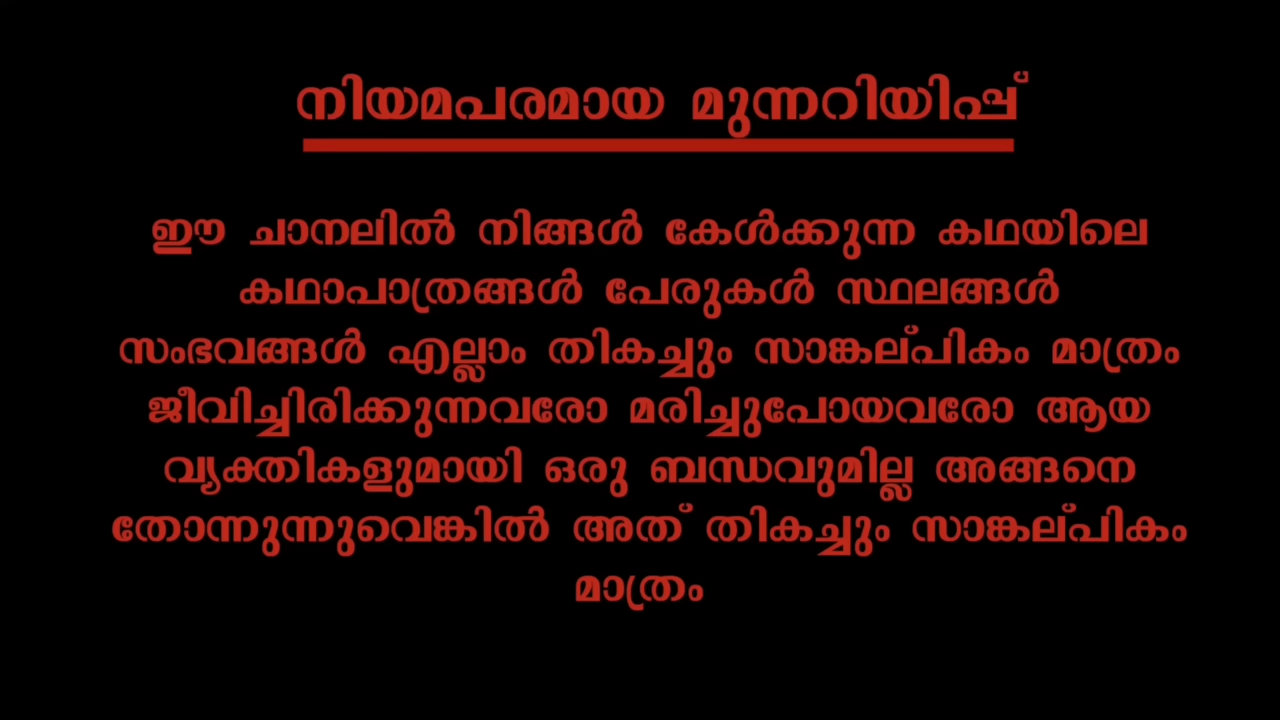 നിയമപരമായ മുന്നറിയിപ്പ്
ഈ ചാനലിൽ നിങ്ങൾ കേൾക്കുന്ന കഥയിലെ
കഥാപാത്രങ്ങൾ പേരുകൾ സ്ഥലങ്ങൾ
സംഭവങ്ങൾ എല്ലാം തികച്ചും സാങ്കല്പികം മാത്രം
ജീവിച്ചിരിക്കുന്നവരോ മരിച്ചുപോയവരോ ആയ
വ്യക്തികളുമായി ഒരു ബന്ധവുമില്ല അങ്ങനെ
തോന്നുന്നുവെങ്കിൽ അത് തികച്ചും സാങ്കല്പികം
മാത്രം